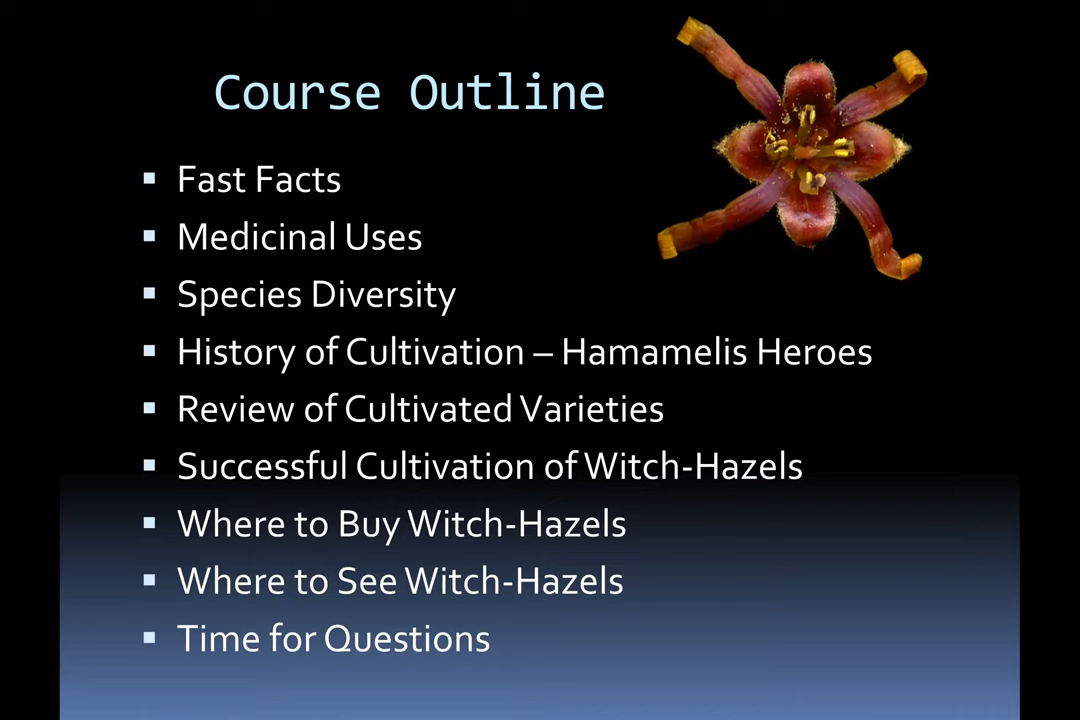 Course Outline
Fast Facts
Medicinal Uses
Species Diversity
History of Cultivation – Hamamelis Heroes
Review of Cultivated Varieties
Successful Cultivation of Witch-Hazels
Where to Buy Witch-Hazels
Where to See Witch-Hazels
Time for Questions